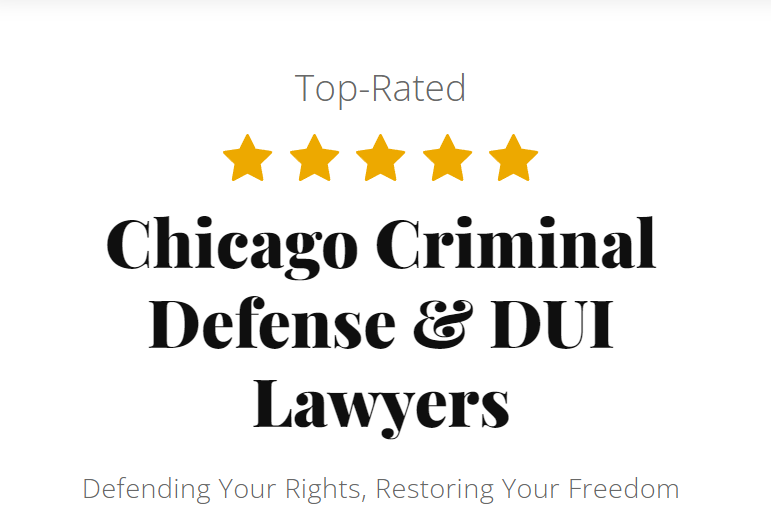 Top-Rated
Chicago Criminal
Defense & DUI
Lawyers
Defending Your Rights, Restoring Your Freedom